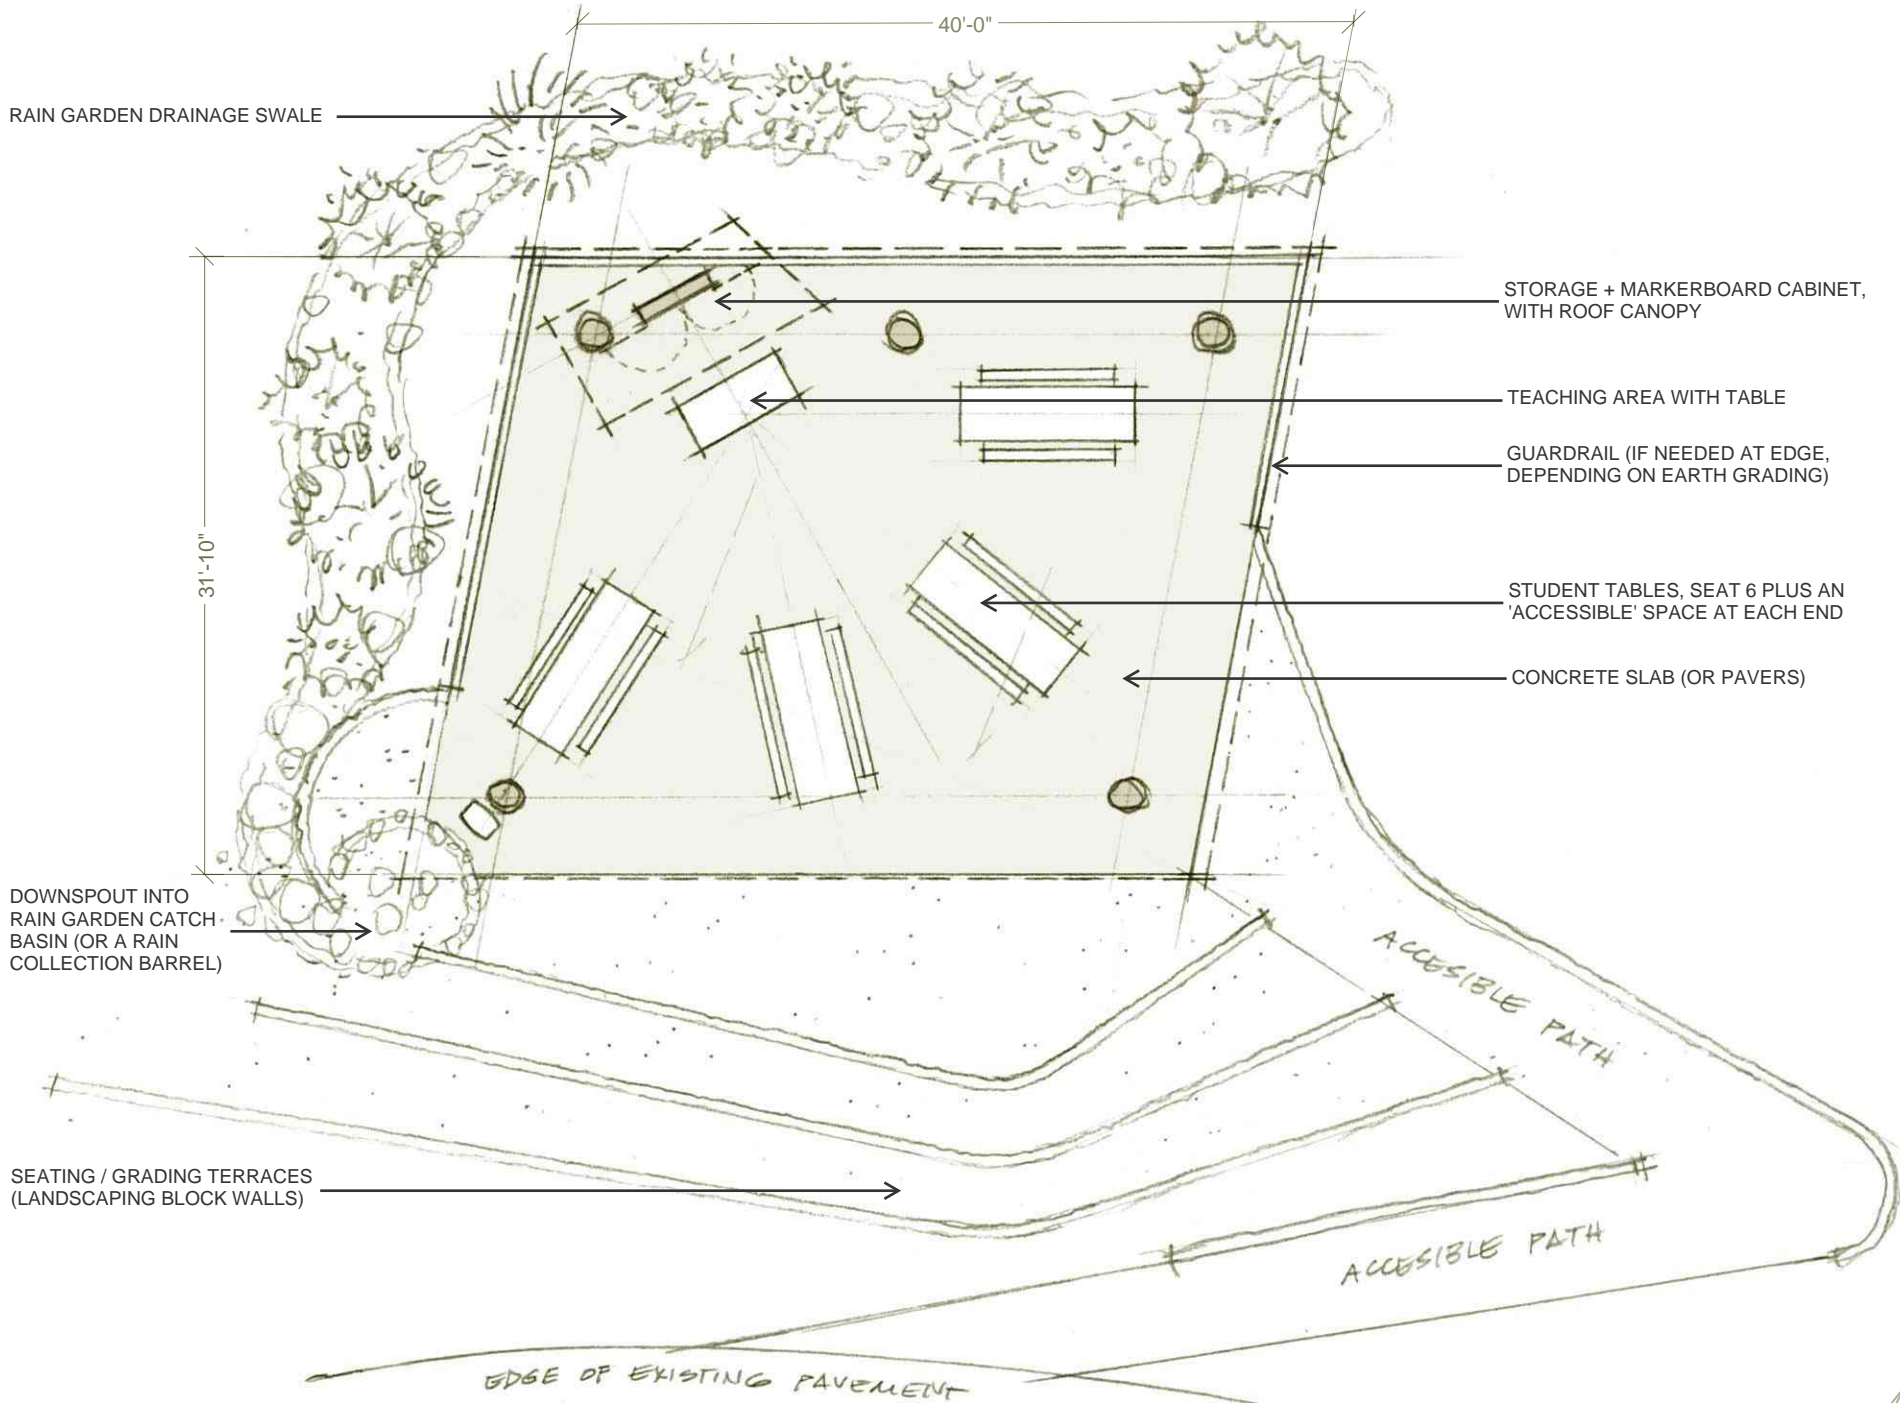 40'-0"
RAIN GARDEN DRAINAGE SWALE
STORAGE + MARKERBOARD CABINET,
WITH ROOF CANOPY
TEACHING AREA WITH TABLE
GUARDRAIL (IF NEEDED AT EDGE,
DEPENDING ON EARTH GRADING)
31'-10"
STUDENT TABLES, SEAT 6 PLUS AN
'ACCESSIBLE' SPACE AT EACH END
CONCRETE SLAB (OR PAVERS)
DOWNSPOUT INTO
RAIN GARDEN CATCH
BASIN (OR A RAIN
COLLECTION BARREL)
ACCESIBLE PATH
SEATING / GRADING TERRACES
(LANDSCAPING BLOCK WALLS)
ACCESIBLE PATH
EDGE OF EXISTING PAVEMENT